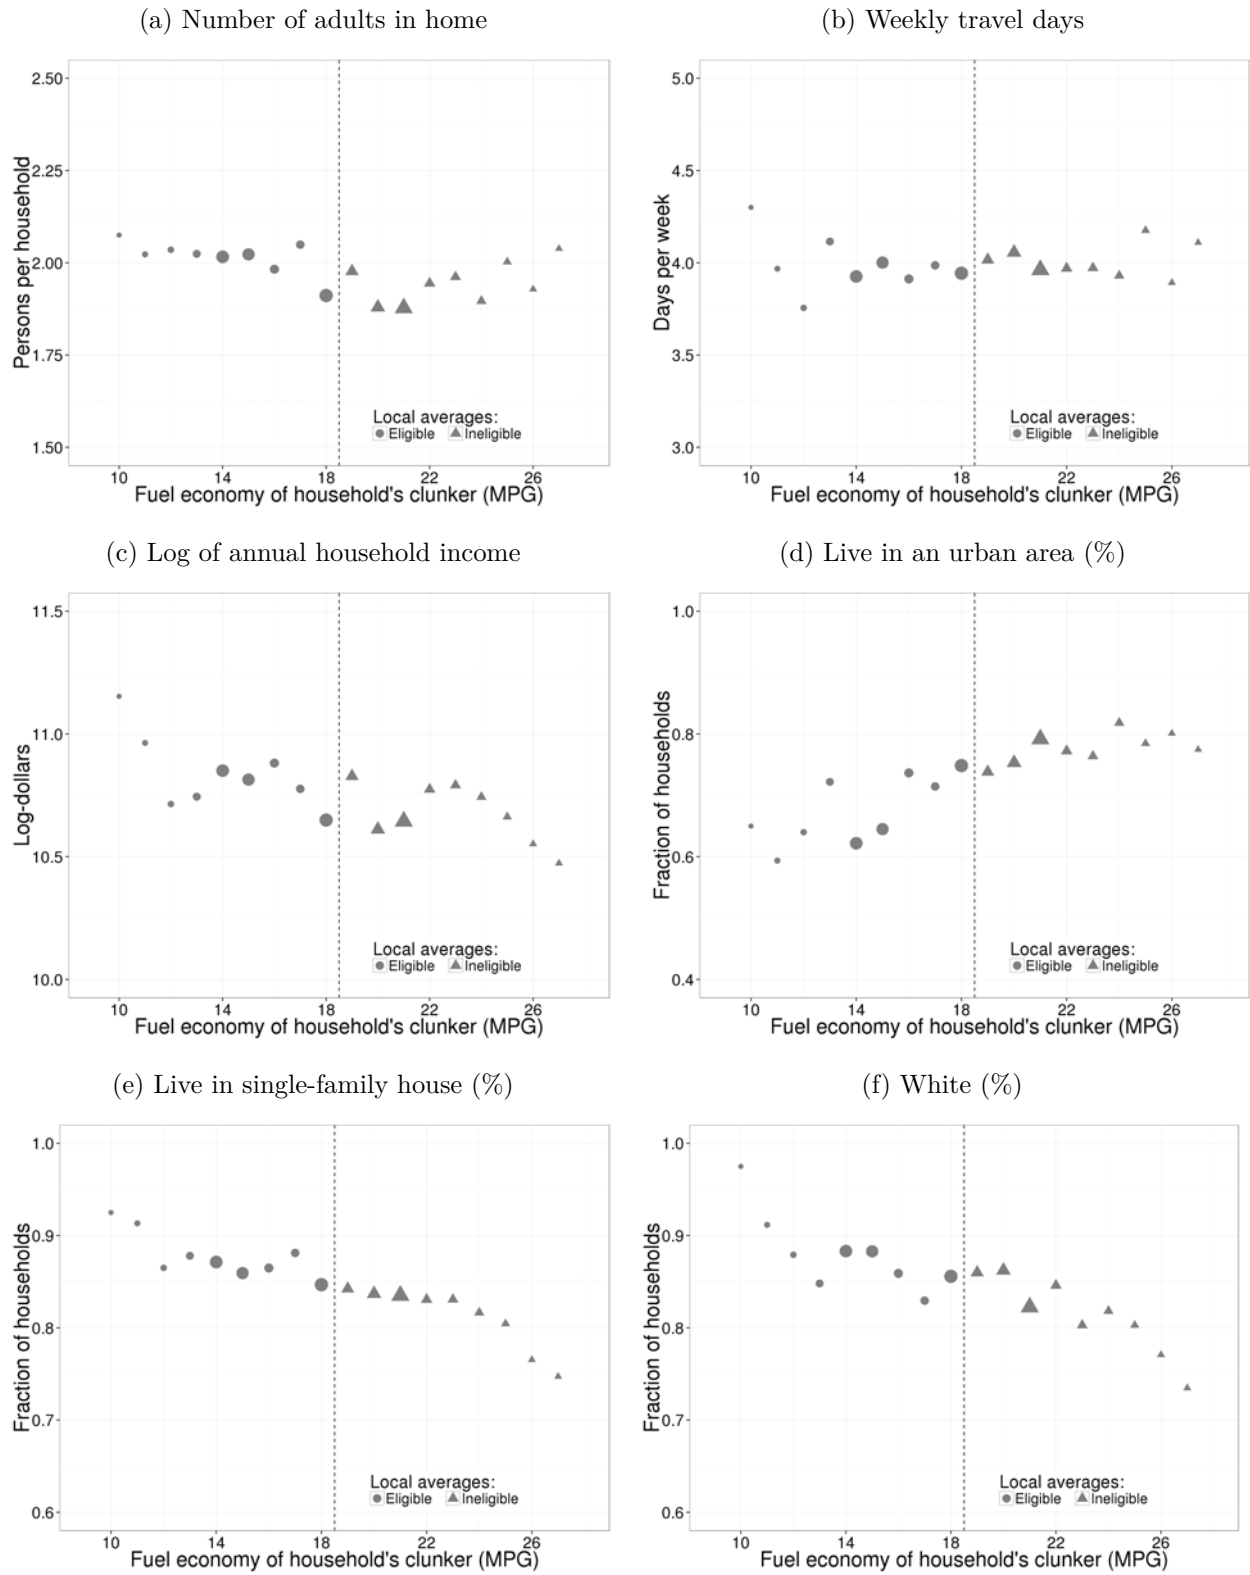 (a) Number of adults in home
2.50
2.25
2.00
1.75
1.50
Persons per household
Local averages:
Eligible Ineligible
10 14 18 22 26
Fuel economy of household's clunker (MPG)
(b) Weekly travel days
5.0
4.5
4.0
3.5
3.0
Days per week
Local averages:
Eligible Ineligible
10 14 18 22 26
Fuel economy of household's clunker (MPG)
(c) Log of annual household income
11.5
11.0
10.5
10.0
Log-dollars
Local averages:
Eligible Ineligible
10 14 18 22 26
Fuel economy of household's clunker (MPG)
(d) Live in an urban area (%)
1.0
0.8
0.6
0.4
Fraction of households
Local averages:
Eligible Ineligible
10 14 18 22 26
Fuel economy of household's clunker (MPG)
(e) Live in single-family house (%)
1.0
0.9
0.8
0.7
0.6
Fraction of households
Local averages:
Eligible Ineligible
10 14 18 22 26
Fuel economy of household's clunker (MPG)
(f) White (%)
1.0
0.9
0.8
0.7
0.6
Fraction of households
Local averages:
Eligible Ineligible
10 14 18 22 26
Fuel economy of household's clunker (MPG)